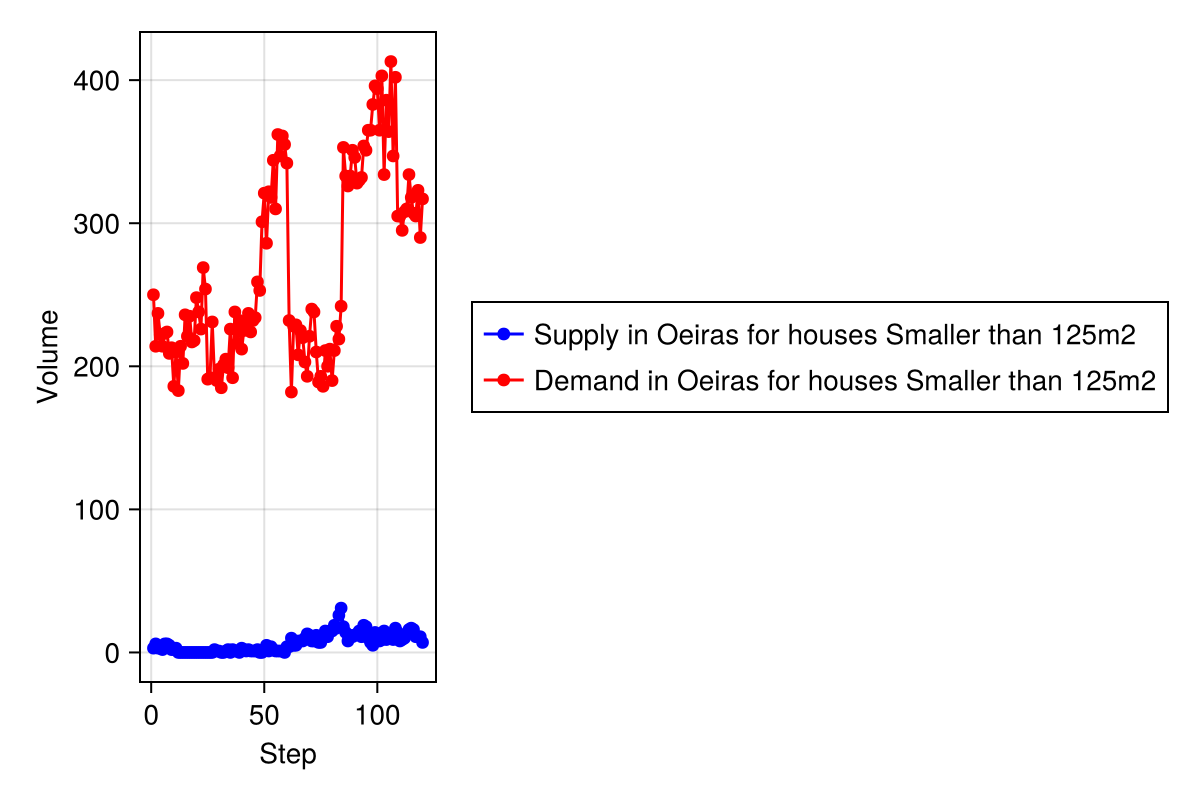 400
300
200
100
0
Volume
0 50 100
Step
Supply in Oeiras for houses Smaller than 125m2
Demand in Oeiras for houses Smaller than 125m2